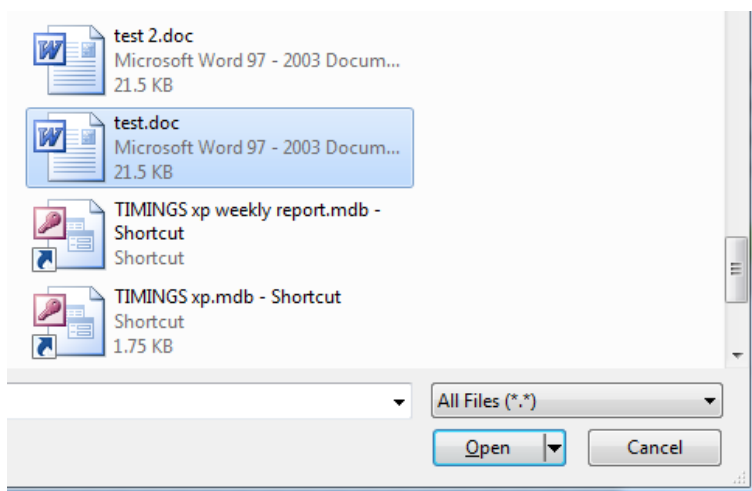 test 2.doc
Microsoft Word 97 - 2003 Docum...
21.5 KB
test.doc
Microsoft Word 97 - 2003 Docum...
21.5 KB
TIMINGS xp weekly report.mdb -
Shortcut
Shortcut
TIMINGS xp.mdb - Shortcut
Shortcut
1.75 KB
All Files (*.*)
Open
Cancel